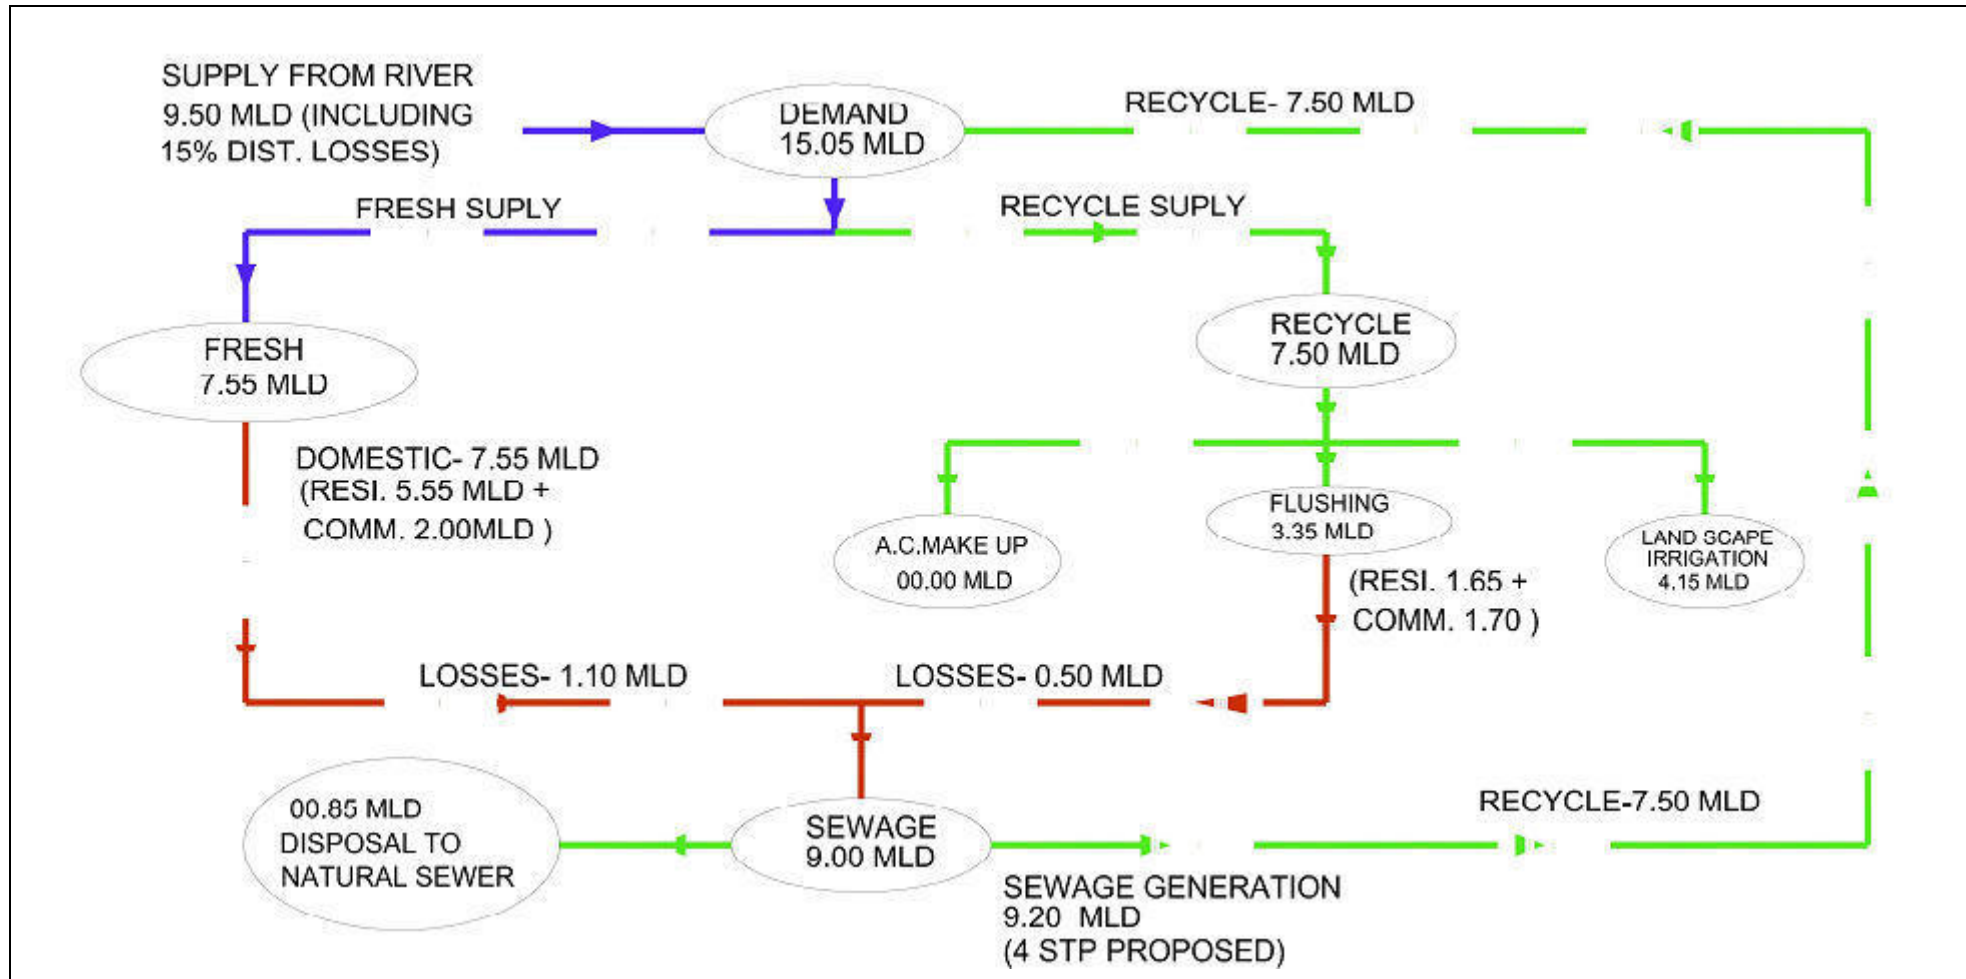 SUPPLY FROM RIVER
9.50 MLD (INCLUDING
15% DIST. LOSSES)
DEMAND
15.05 MLD
RECYCLE- 7.50 MLD
FRESH SUPLY
RECYCLE SUPLY
FRESH
7.55 MLD
RECYCLE
7.50 MLD
DOMESTIC- 7.55 MLD
(RESI. 5.55 MLD +
COMM. 2.00MLD )
A.C.MAKE UP
00.00 MLD
FLUSHING
3.35 MLD
LAND SCAPE
IRRIGATION
4.15 MLD
(RESI. 1.65 +
COMM. 1.70 )
LOSSES- 1.10 MLD
LOSSES- 0.50 MLD
00.85 MLD
DISPOSAL TO
NATURAL SEWER
SEWAGE
9.00 MLD
RECYCLE-7.50 MLD
SEWAGE GENERATION
9.20 MLD
(4 STP PROPOSED)